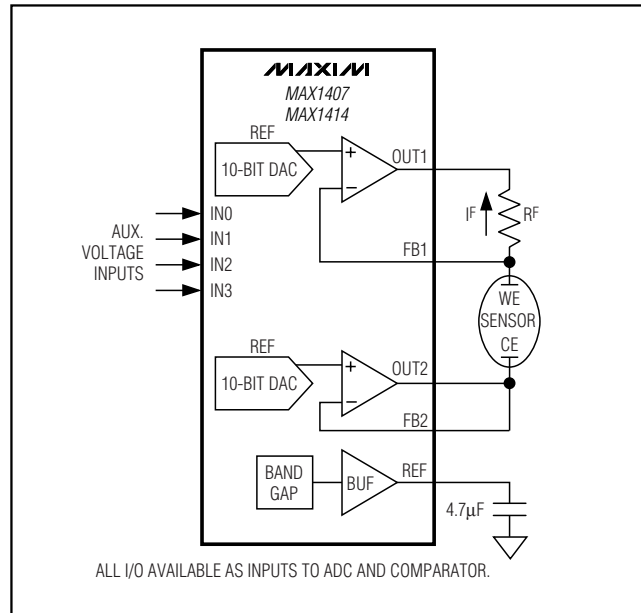 MAXIM
MAX1407
MAX1414
REF
10-BIT DAC
+
−
OUT1
IF
RF
FB1
AUX.
VOLTAGE
INPUTS
IN0
IN1
IN2
IN3
WE
SENSOR
CE
REF
10-BIT DAC
+
−
OUT2
FB2
BAND
GAP
BUF
REF
4.7µF
ALL I/O AVAILABLE AS INPUTS TO ADC AND COMPARATOR.